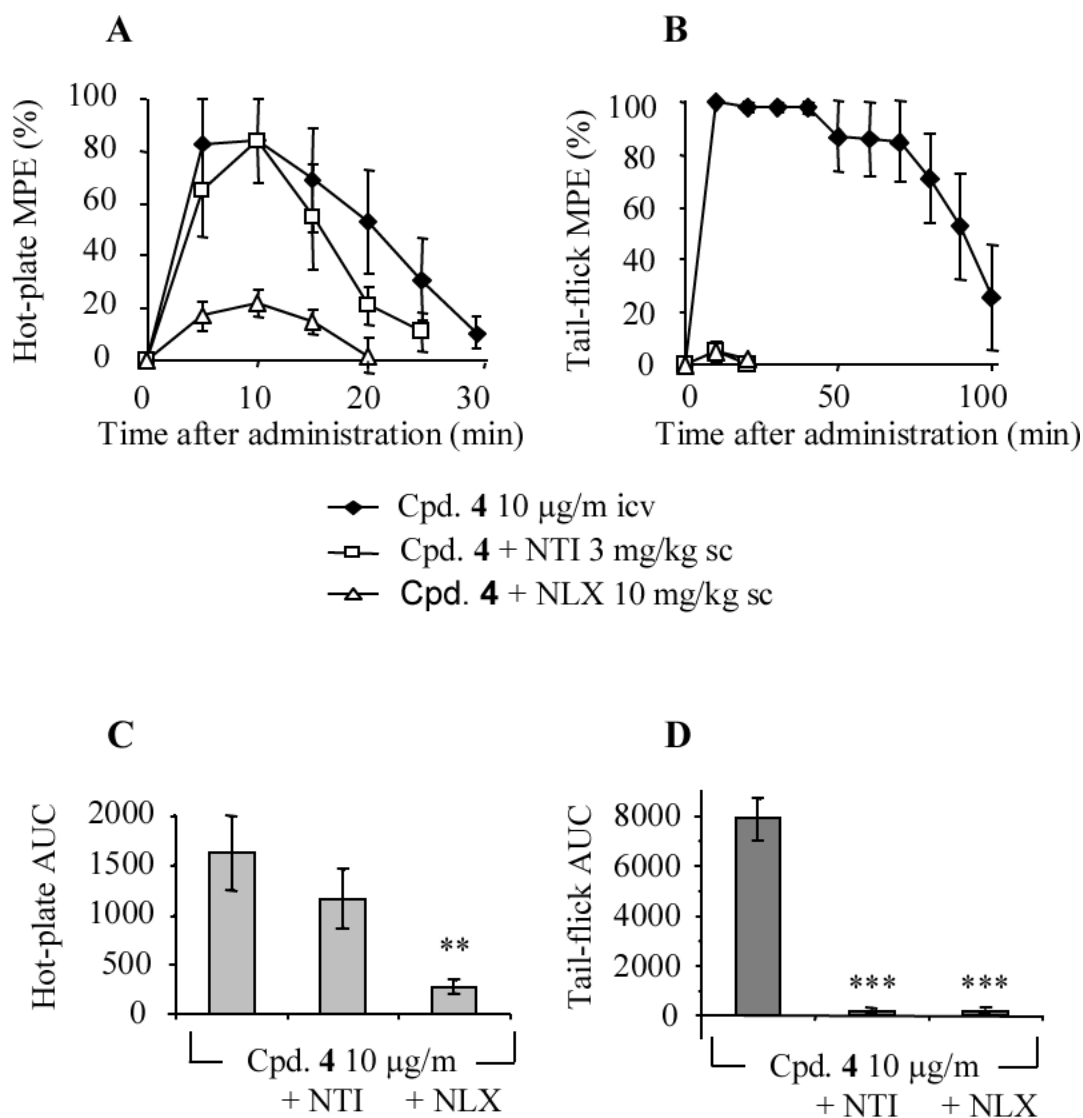 A
B
Hot-plate MPE (%)
100
80
60
40
20
0
0 10 20 30
Time after administration (min)
Tail-flick MPE (%)
100
80
60
40
20
0
0 50 100
Time after administration (min)
Cpd. 4 10 μg/m icv
Cpd. 4 + NTI 3 mg/kg sc
Cpd. 4 + NLX 10 mg/kg sc
C
D
Hot-plate AUC
2000
1500
1000
500
0
**
Cpd. 4 10 μg/m
+ NTI + NLX
Tail-flick AUC
8000
6000
4000
2000
0
*** ***
Cpd. 4 10 μg/m
+ NTI + NLX